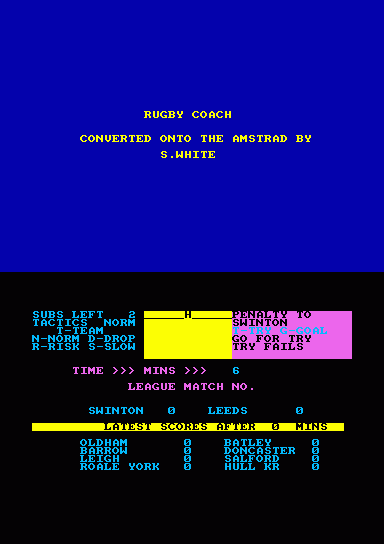 RUGBY COACH
CONVERTED ONTO THE AMSTRAD BY
S.WHITE
SUBS LEFT 2 ______H______ PENALTY TO
TACTICS NORM SWINTON
T-TEAM T-TRY G-GOAL
N-NORM D-DROP GO FOR TRY
R-RISK S-SLOW TRY FAILS
TIME >>> MINS >>> 6
LEAGUE MATCH NO.
SWINTON 0 LEEDS 0
LATEST SCORES AFTER 0 MINS
OLDHAM 0 BATLEY 0
BARROW 0 DONCASTER 0
LEIGH 0 SALFORD 0
ROALE YORK 0 HULL KR 0